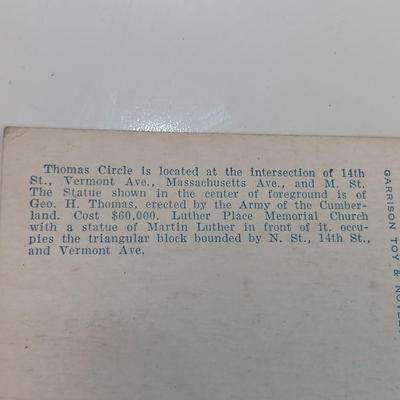 Thomas Circle is located at the intersection of 14th
St., Vermont Ave., Massachusetts Ave., and M. St.
The Statue shown in the center of foreground is of
Geo. H. Thomas, erected by the Army of the Cumber-
land. Cost $60,000. Luther Place Memorial Church
with a statue of Martin Luther in front of it, occu-
pies the triangular block bounded by N. St., 14th St.,
and Vermont Ave.
GARRISON TOY &